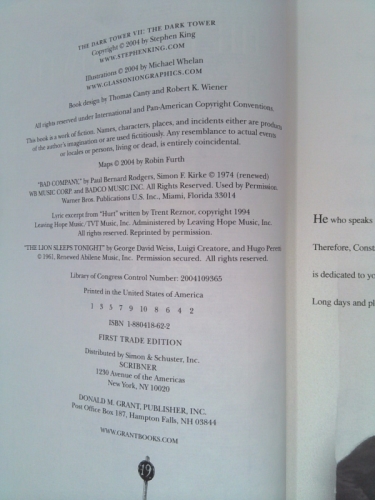 THE DARK TOWER VII: THE DARK TOWER
Copyright © 2004 by Stephen King
WWW.STEPHENKING.COM
Illustrations © 2004 by Michael Whelan
WWW.GLASSONIONGRAPHICS.COM
Book design by Thomas Canty and Robert K. Wiener
All rights reserved under International and Pan-American Copyright Conventions.
This book is a work of fiction. Names, characters, places, and incidents either are produc
of the author's imagination or are used fictitiously. Any resemblance to actual events
or locales or persons, living or dead, is entirely coincidental.
Maps © 2004 by Robin Furth
"BAD COMPANY," by Paul Bernard Rodgers, Simon F. Kirke © 1974 (renewed)
WB MUSIC CORP. and BADCO MUSIC INC. All Rights Reserved. Used by Permission.
Warner Bros. Publications U.S. Inc., Miami, Florida 33014
Lyric excerpt from "Hurt" written by Trent Reznor, copyright 1994
Leaving Hope Music/TVT Music, Inc. Administered by Leaving Hope Music, Inc.
All rights reserved. Reprinted by permission.
"THE LION SLEEPS TONIGHT" by George David Weiss, Luigi Creatore, and Hugo Peretti
© 1961, Renewed Abilene Music, Inc. Permission secured. All rights reserved.
Library of Congress Control Number: 2004109365
Printed in the United States of America
1 3 5 7 9 10 8 6 4 2
ISBN 1-880418-62-2
FIRST TRADE EDITION
Distributed by Simon & Schuster, Inc.
SCRIBNER
1230 Avenue of the Americas
New York, NY 10020
DONALD M. GRANT, PUBLISHER, INC.
Post Office Box 187, Hampton Falls, NH 03844
WWW.GRANTBOOKS.COM
19
He who speaks
Therefore, Const
is dedicated to yo
Long days and pl